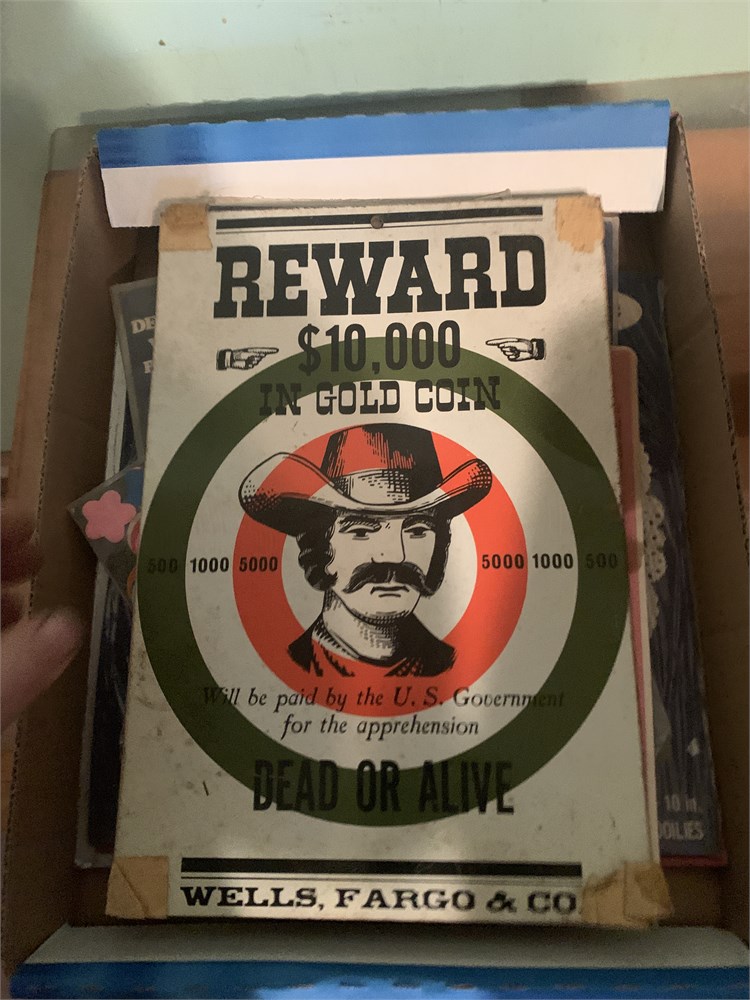 REWARD
$10,000
IN GOLD COIN
500 1000 5000 5000 1000 500
Will be paid by the U. S. Government
for the apprehension
DEAD OR ALIVE
WELLS, FARGO & CO
DE
10 in.
DOILIES